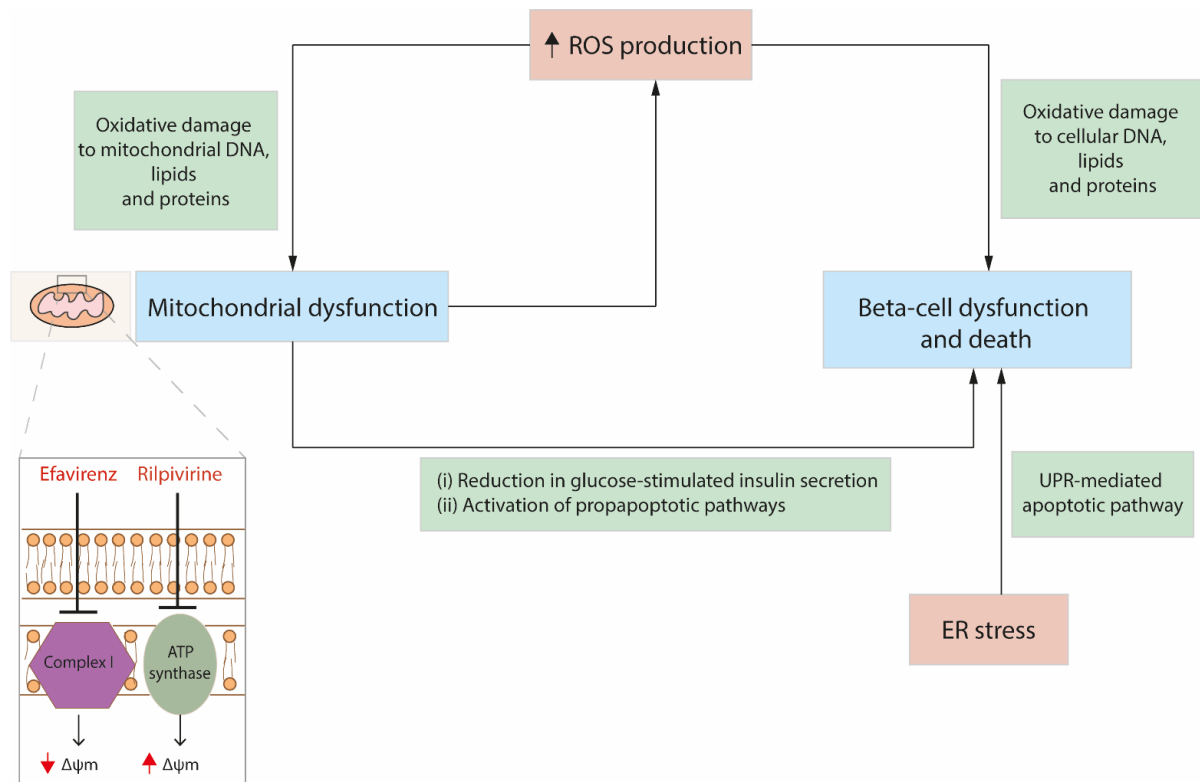 ROS production
Oxidative damage
to mitochondrial DNA,
lipids
and proteins
Oxidative damage
to cellular DNA,
lipids
and proteins
Mitochondrial dysfunction
Beta-cell dysfunction
and death
Efavirenz
Rilpivirine
(i) Reduction in glucose-stimulated insulin secretion
(ii) Activation of propapoptotic pathways
UPR-mediated
apoptotic pathway
ER stress
Complex I
ATP
synthase
Δψm
Δψm